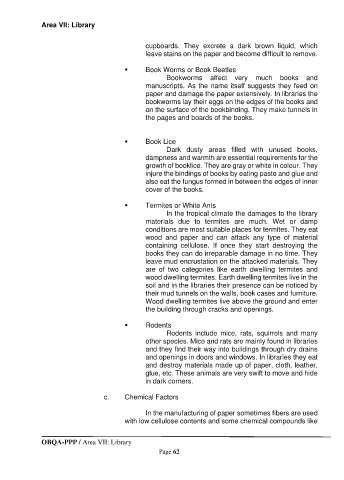 Area VII: Library
cupboards. They excrete a dark brown liquid, which
leave stains on the paper and become difficult to remove.
▪ Book Worms or Book Beetles
Bookworms affect very much books and
manuscripts. As the name itself suggests they feed on
paper and damage the paper extensively. In libraries the
bookworms lay their eggs on the edges of the books and
on the surface of the bookbinding. They make tunnels in
the pages and boards of the books.
▪ Book Lice
Dark dusty areas filled with unused books,
dampness and warmth are essential requirements for the
growth of booklice. They are gray or white in colour. They
injure the bindings of books by eating paste and glue and
also eat the fungus formed in between the edges of inner
cover of the books.
▪ Termites or White Ants
In the tropical climate the damages to the library
materials due to termites are much. Wet or damp
conditions are most suitable places for termites. They eat
wood and paper and can attack any type of material
containing cellulose. If once they start destroying the
books they can do irreparable damage in no time. They
leave mud encrustation on the attacked materials. They
are of two categories like earth dwelling termites and
wood dwelling termites. Earth dwelling termites live in the
soil and in the libraries their presence can be noticed by
their mud tunnels on the walls, book cases and furniture.
Wood dwelling termites live above the ground and enter
the building through cracks and openings.
▪ Rodents
Rodents include mice, rats, squirrels and many
other species. Mice and rats are mainly found in libraries
and they find their way into buildings through dry drains
and openings in doors and windows. In libraries they eat
and destroy materials made up of paper, cloth, leather,
glue, etc. These animals are very swift to move and hide
in dark corners.
c. Chemical Factors
In the manufacturing of paper sometimes fibers are used
with low cellulose contents and some chemical compounds like
OBQA-PPP / Area VII: Library
Page 62